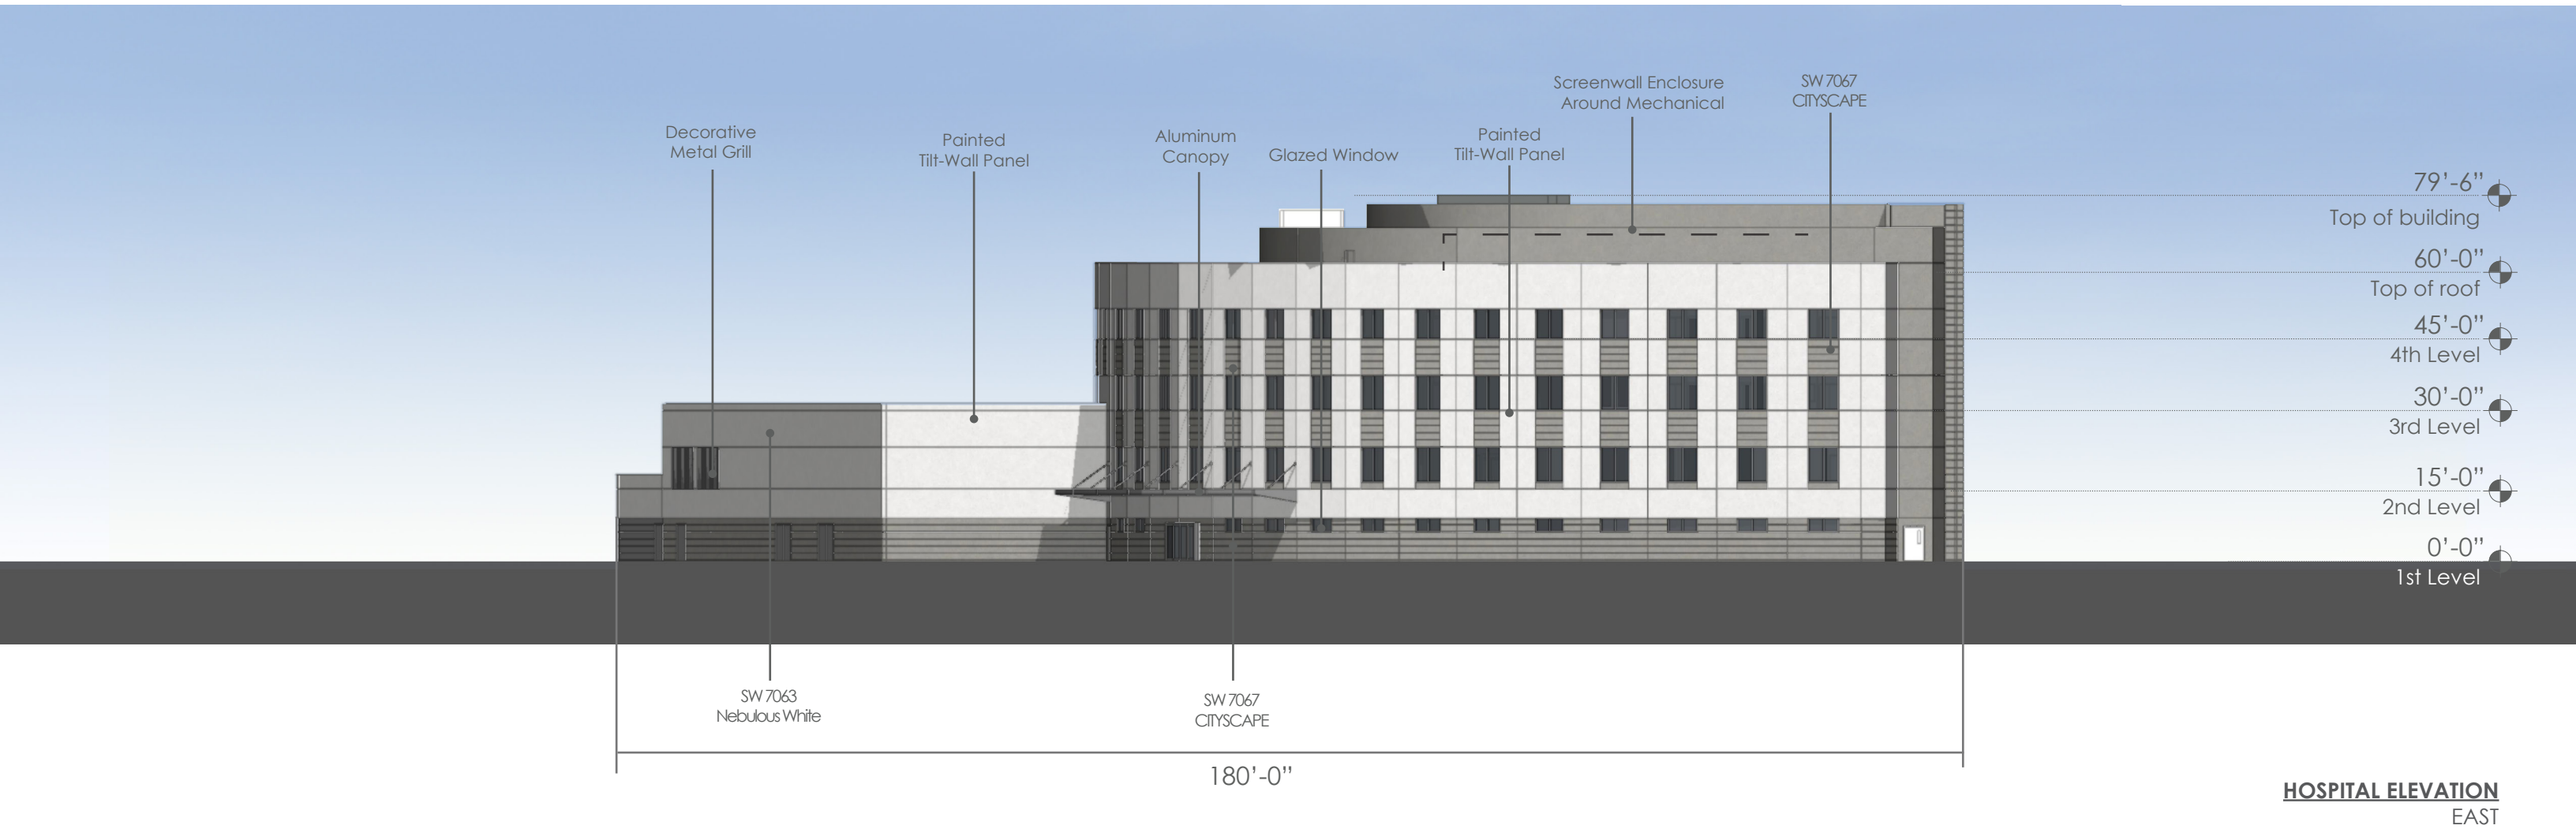 Decorative
Metal Grill
Painted
Tilt-Wall Panel
Aluminum
Canopy
Glazed Window
Painted
Tilt-Wall Panel
Screenwall Enclosure
Around Mechanical
SW 7067
CITYSCAPE
79’-6”
Top of building
60’-0”
Top of roof
45’-0”
4th Level
30’-0”
3rd Level
15’-0”
2nd Level
0’-0”
1st Level
SW 7063
Nebulous White
SW 7067
CITYSCAPE
180’-0”
HOSPITAL ELEVATION
EAST